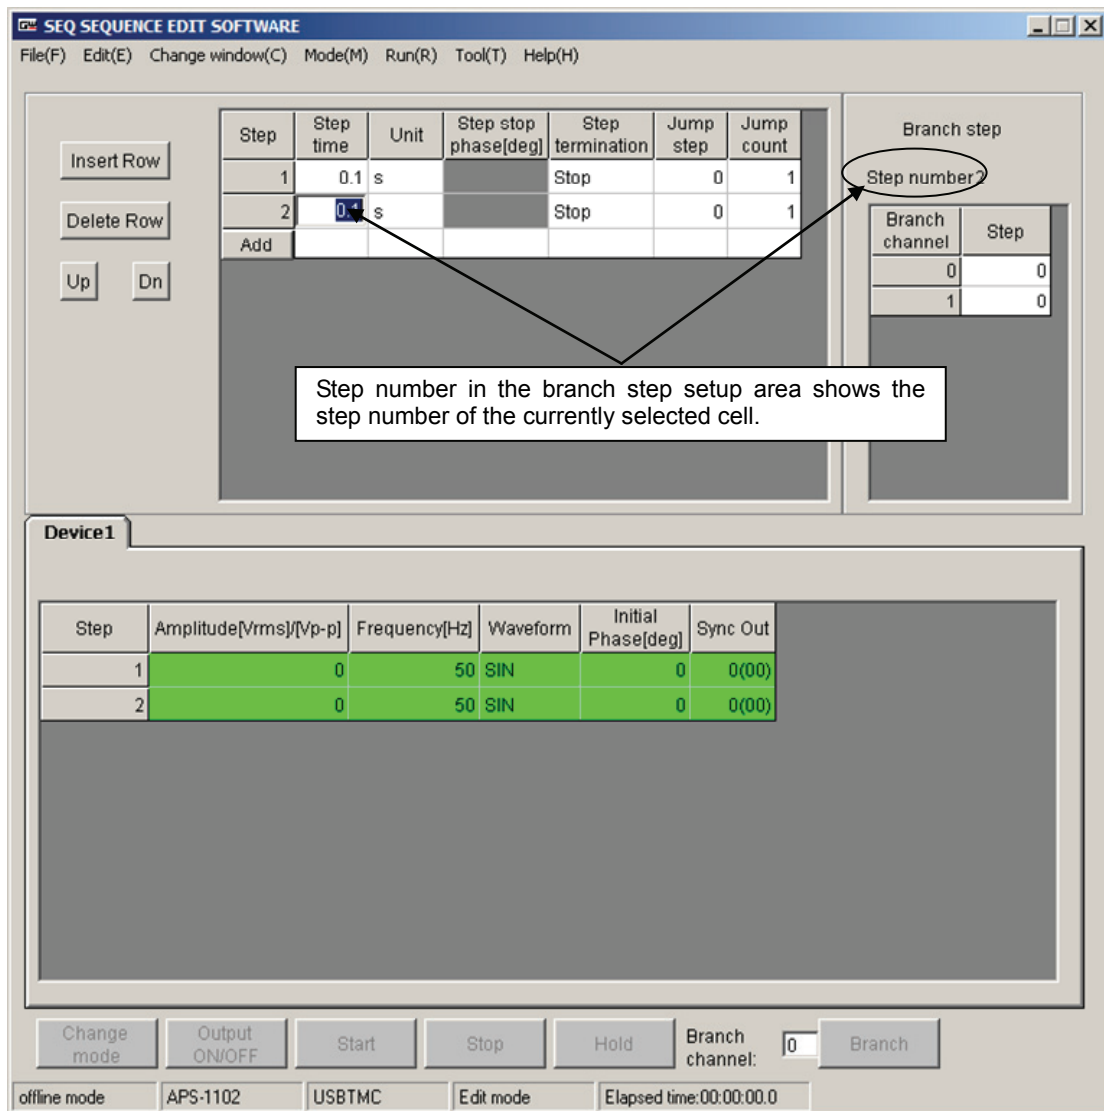 SEQ SEQUENCE EDIT SOFTWARE
File(F) Edit(E) Change window(C) Mode(M) Run(R) Tool(T) Help(H)
Insert Row
Delete Row
Up Dn
Step Step time Unit Step stop phase[deg] Step termination Jump step Jump count
1 0.1 s Stop 0 1
2 0.1 s Stop 0 1
Add
Branch step
Step number2
Branch channel Step
0 0
1 0
Step number in the branch step setup area shows the
step number of the currently selected cell.
Device1
Step Amplitude[Vrms]/[Vp-p] Frequency[Hz] Waveform Initial Phase[deg] Sync Out
1 0 50 SIN 0 0(00)
2 0 50 SIN 0 0(00)
Change mode Output ON/OFF Start Stop Hold Branch channel: 0 Branch
offline mode APS-1102 USBTMC Edit mode Elapsed time:00:00:00.0